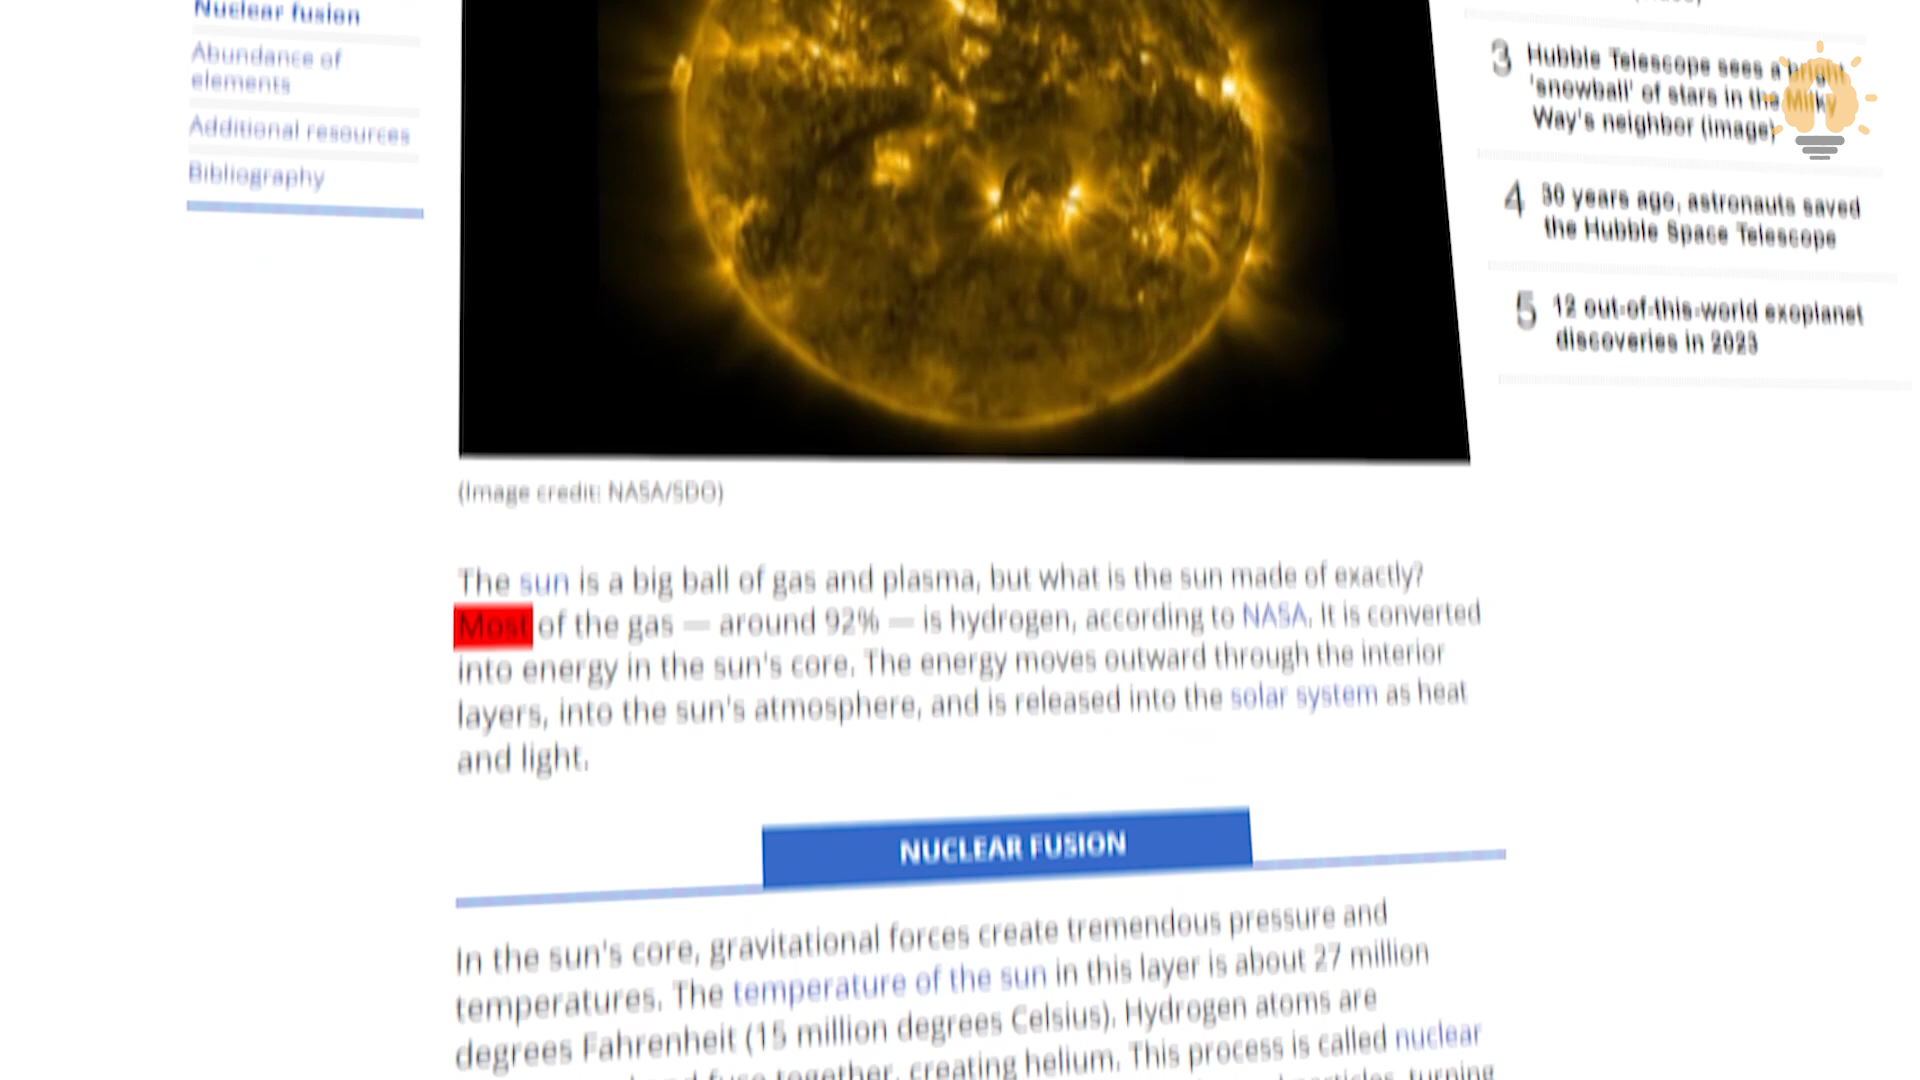 Nuclear fusion
Abundance of
elements
Additional resources
Bibliography
3 Hubble Telescope sees a bright
'snowball' of stars in the Milky
Way's neighbor (image)
4 30 years ago, astronauts saved
the Hubble Space Telescope
5 12 out-of-this-world exoplanet
discoveries in 2023
(Image credit: NASA/SDO)
The sun is a big ball of gas and plasma, but what is the sun made of exactly?
Most of the gas — around 92% — is hydrogen, according to NASA. It is converted
into energy in the sun's core. The energy moves outward through the interior
layers, into the sun's atmosphere, and is released into the solar system as heat
and light.
NUCLEAR FUSION
In the sun's core, gravitational forces create tremendous pressure and
temperatures. The temperature of the sun in this layer is about 27 million
degrees Fahrenheit (15 million degrees Celsius). Hydrogen atoms are
and fuse together, creating helium. This process is called nuclear
particles, turning